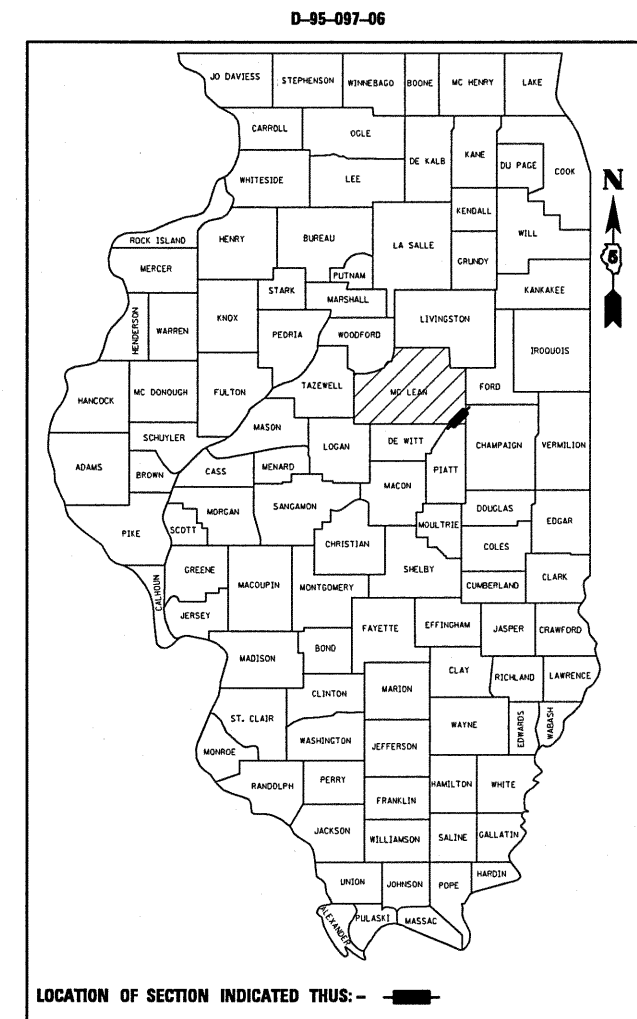 D-95-097-06
JO DAVIESS STEPHENSON WINNEBAGO BOONE MC HENRY LAKE
CARROLL OGLE DE KALB KANE DU PAGE COOK
WHITESIDE LEE
KENDALL
N
ROCK ISLAND HENRY BUREAU LA SALLE GRUNDY WILL
5
MERCER PUTNAM
STARK MARSHALL KANKAKEE
HENDERSON WARREN KNOX PEORIA WOODFORD LIVINGSTON IROQUOIS
HANCOCK MC DONOUGH FULTON TAZEWELL MC LEAN FORD
MASON
SCHUYLER LOGAN DE WITT CHAMPAIGN VERMILION
ADAMS BROWN CASS MENARD MACON PIATT
PIKE SCOTT MORGAN SANGAMON MOULTRIE DOUGLAS EDGAR
CHRISTIAN COLES
CALHOUN GREENE MACOUPIN MONTGOMERY SHELBY CUMBERLAND CLARK
JERSEY
MADISON BOND FAYETTE EFFINGHAM JASPER CRAWFORD
CLINTON MARION CLAY RICHLAND LAWRENCE
ST. CLAIR WAYNE EDWARDS WABASH
MONROE WASHINGTON JEFFERSON
RANDOLPH PERRY HAMILTON WHITE
FRANKLIN
JACKSON WILLIAMSON SALINE GALLATIN
UNION JOHNSON POPE HARDIN
ALEXANDER PULASKI MASSAC
LOCATION OF SECTION INDICATED THUS: -